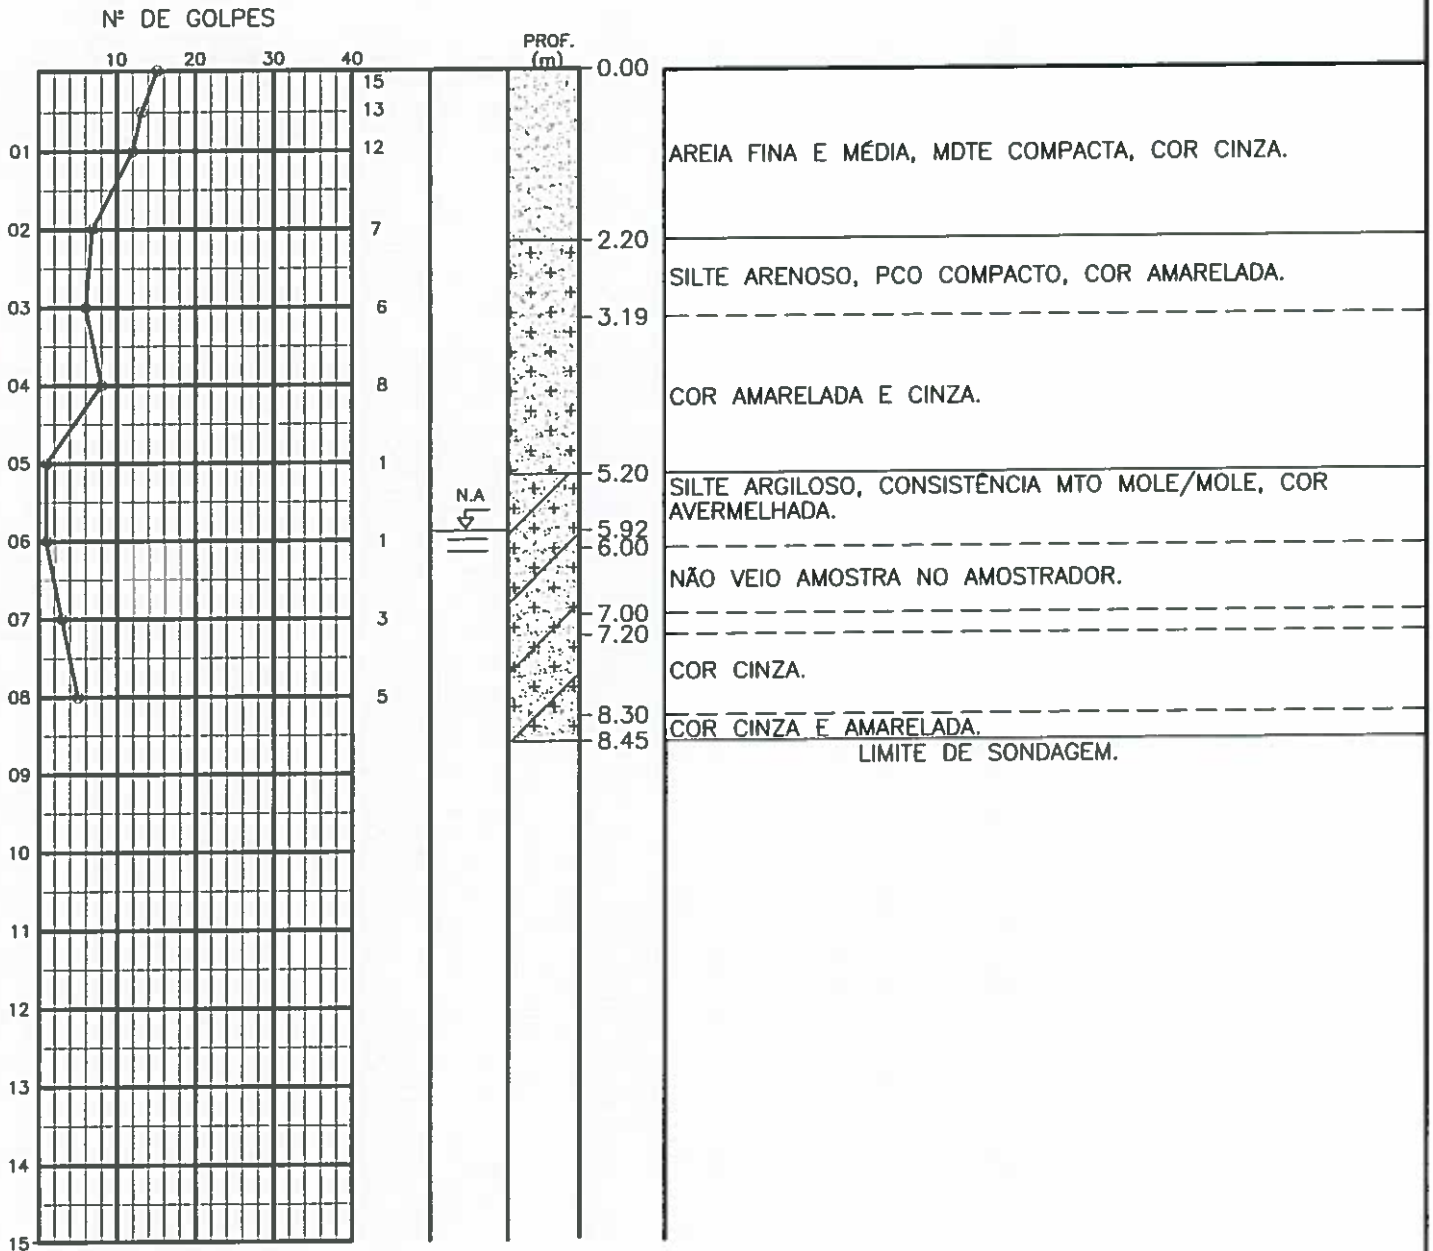 Nº DE GOLPES
10 20 30 40
PROF.
(m)
0.00
15
13
01 12
AREIA FINA E MÉDIA, MDTE COMPACTA, COR CINZA.
02 7
2.20
SILTE ARENOSO, PCO COMPACTO, COR AMARELADA.
03 6
3.19
04 8
COR AMARELADA E CINZA.
05 1
5.20
SILTE ARGILOSO, CONSISTÊNCIA MTO MOLE/MOLE, COR
AVERMELHADA.
N.A
5.92
06 1
6.00
NÃO VEIO AMOSTRA NO AMOSTRADOR.
7.00
07 3
7.20
COR CINZA.
08 5
8.30
COR CINZA E AMARELADA.
8.45
LIMITE DE SONDAGEM.
09
10
11
12
13
14
15